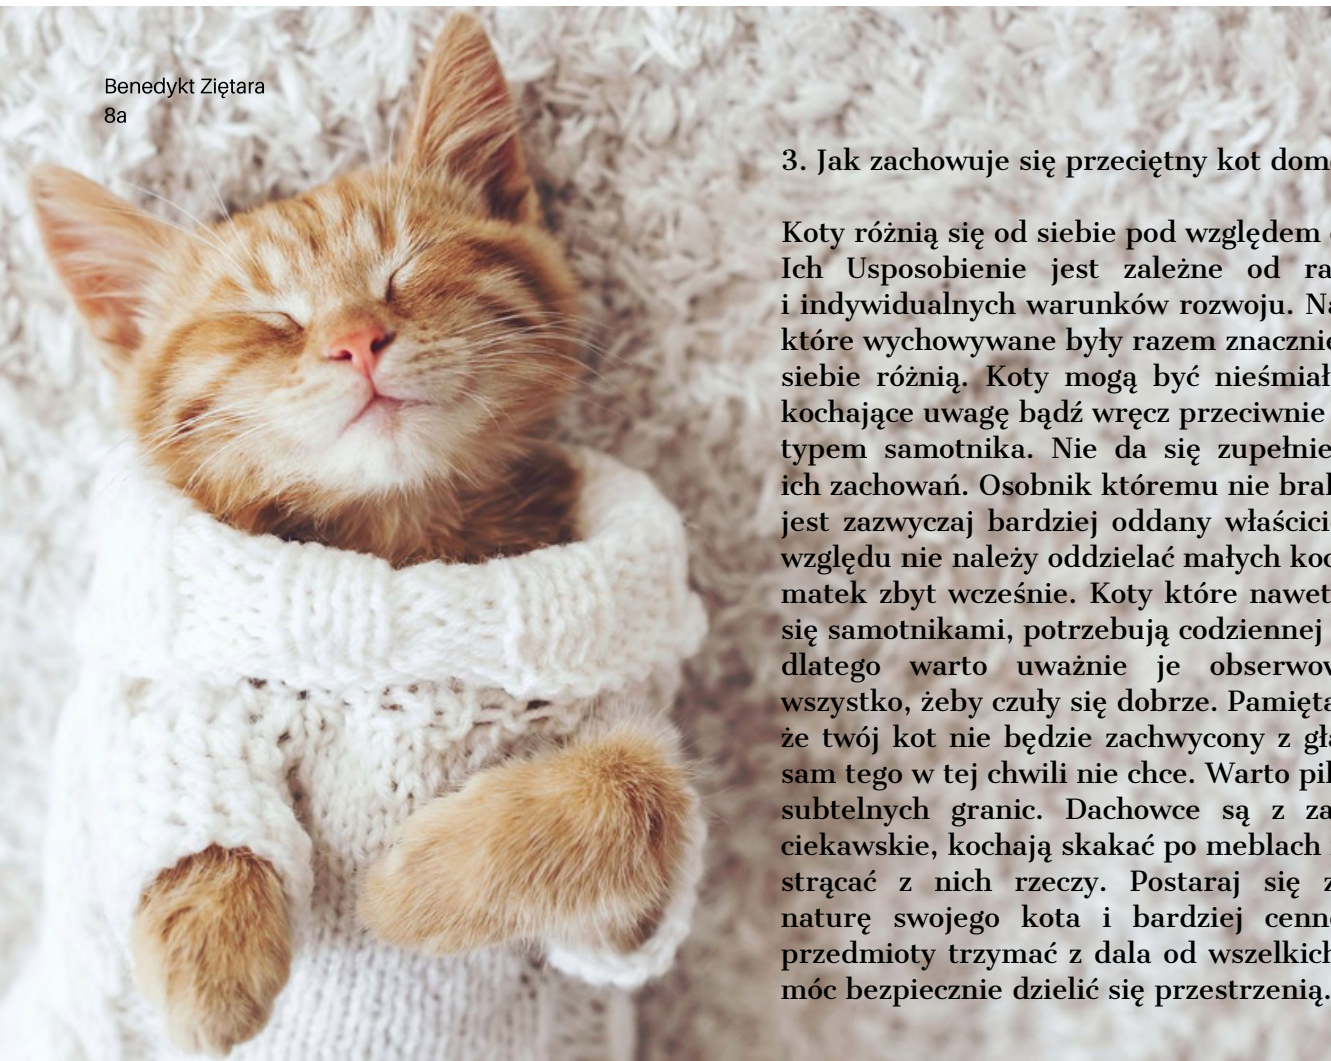 Benedykt Ziętara
8a
3. Jak zachowuje się przeciętny kot
Koty różnią się od siebie pod względem
Ich Usposobienie jest zależne od
i indywidualnych warunków rozwoju.
które wychowywane były razem znacznie
siebie różnią. Koty mogą być
kochające uwagę bądź wręcz przeciwnie
typem samotnika. Nie da się zupełnie
ich zachowań. Osobnik któremu nie
jest zazwyczaj bardziej oddany
względu nie należy oddzielać małych
matek zbyt wcześnie. Koty które nawet
się samotnikami, potrzebują codziennej
dlatego warto uważnie je
wszystko, żeby czuły się dobrze.
że twój kot nie będzie zachwycony z
sam tego w tej chwili nie chce. Warto
subtelnych granic. Dachowce są z
ciekawskie, kochają skakać po meblach
strącać z nich rzeczy. Postaraj się
naturę swojego kota i bardziej
przedmioty trzymać z dala od wszelkich
móc bezpiecznie dzielić się przestrzenią.